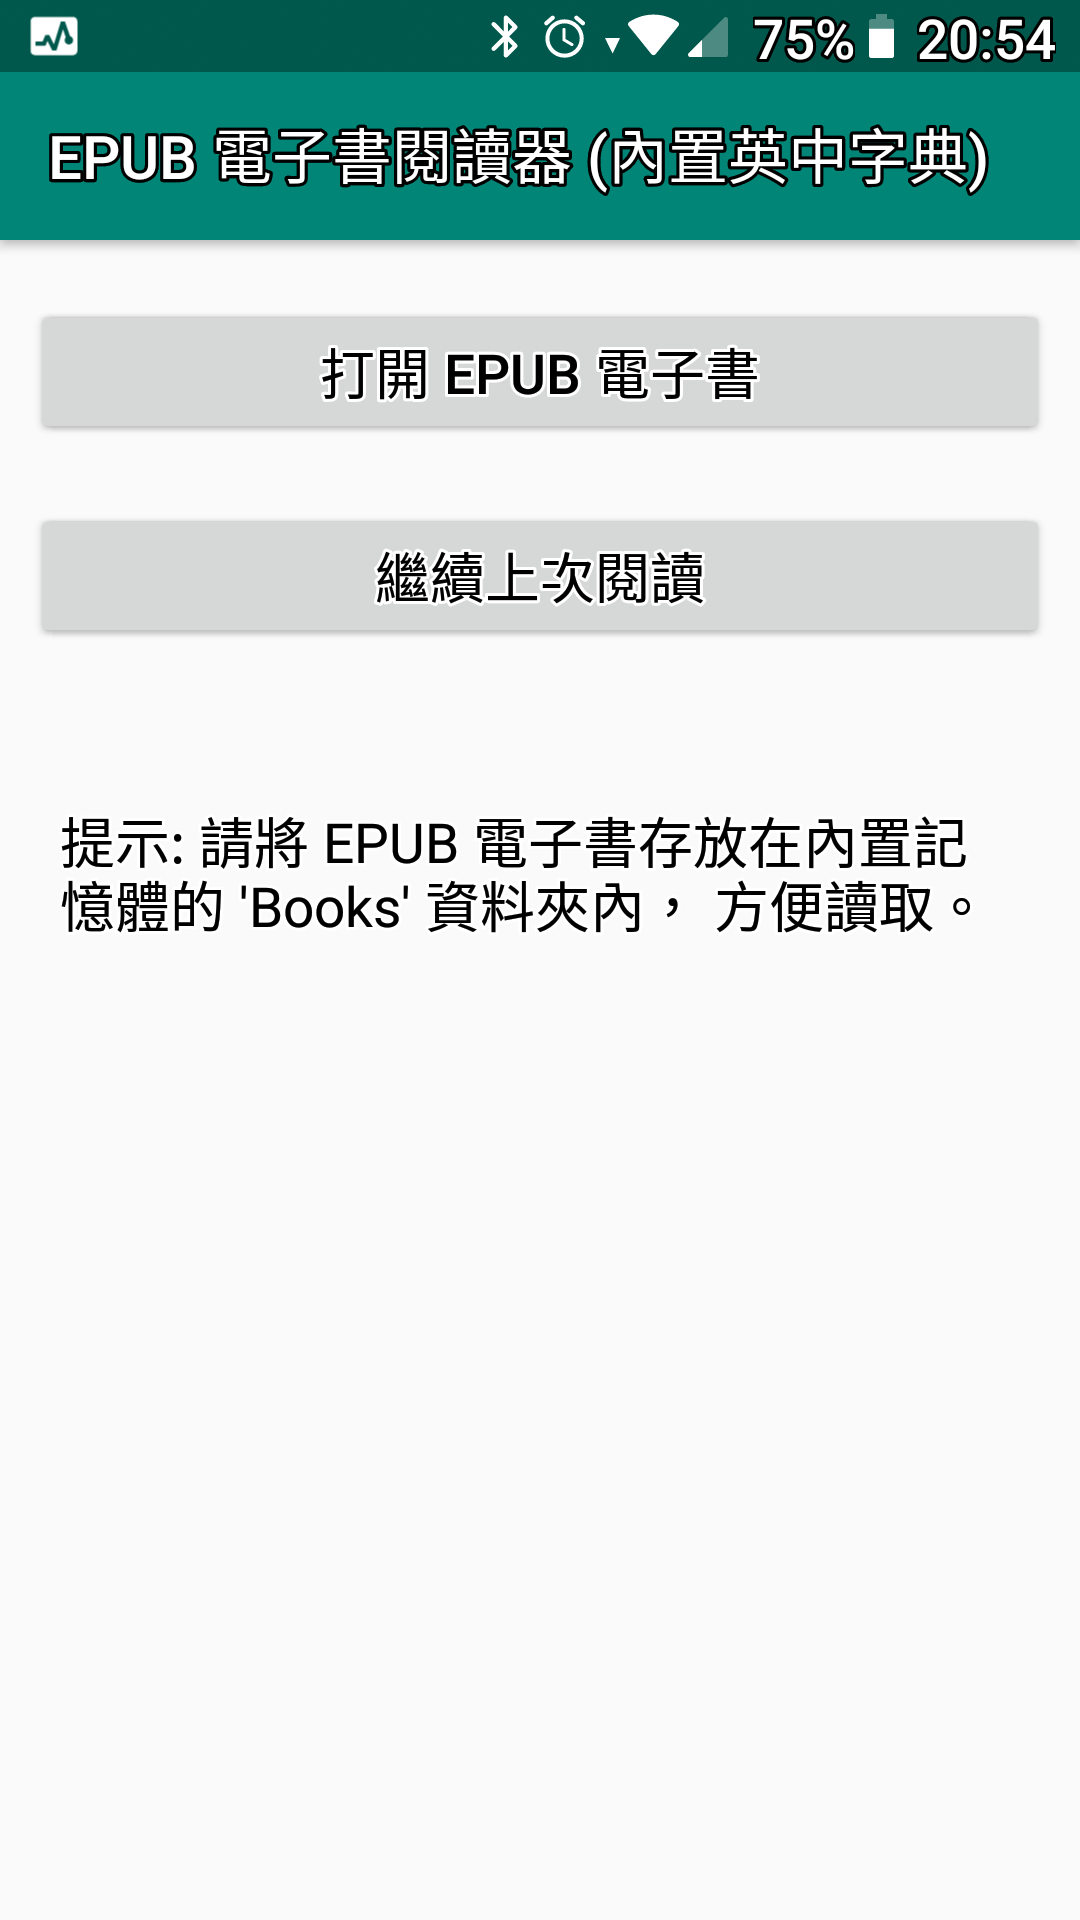 75% 20:54
EPUB 電子書閱讀器 (內置英中字典)
打開 EPUB 電子書
繼續上次閱讀
提示: 請將 EPUB 電子書存放在內置記
憶體的 'Books' 資料夾內， 方便讀取。